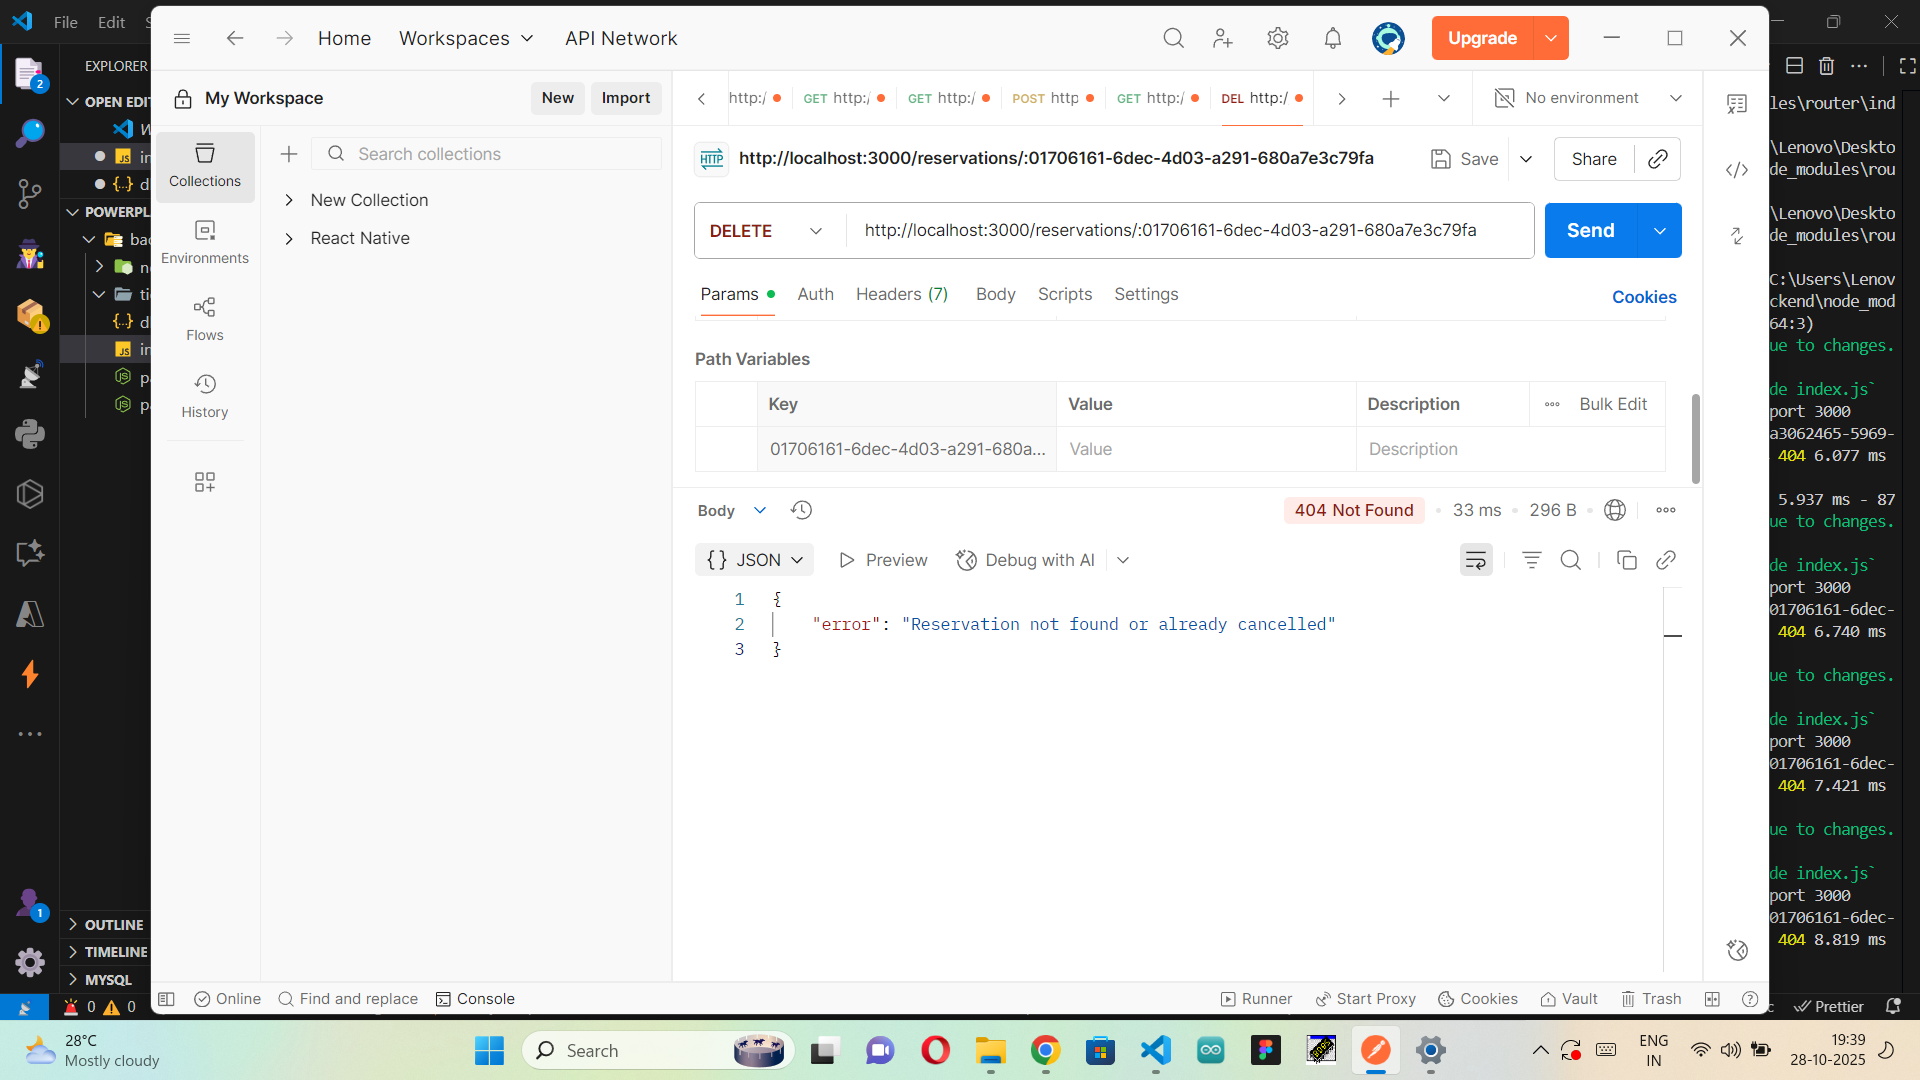 File Edit S
Home Workspaces API Network
Upgrade
EXPLORER
OPEN EDIT
2
in
d
POWERPL
bac
tic
d
in
pa
pa
OUTLINE
TIMELINE
MYSQL
1
0 0
My Workspace New Import
Collections
Environments
Flows
History
Search collections
New Collection
React Native
http:/ GET http:/ GET http:/ POST http GET http:/ DEL http:/
No environment
HTTP http://localhost:3000/reservations/:01706161-6dec-4d03-a291-680a7e3c79fa Save Share
DELETE http://localhost:3000/reservations/:01706161-6dec-4d03-a291-680a7e3c79fa Send
Params Auth Headers (7) Body Scripts Settings Cookies
Path Variables
Key Value Description Bulk Edit
01706161-6dec-4d03-a291-680a... Value Description
Body 404 Not Found 33 ms 296 B
{} JSON Preview Debug with AI
1 {
2 "error": "Reservation not found or already cancelled"
3 }
Online Find and replace Console Runner Start Proxy Cookies Vault Trash
les\router\ind
\Lenovo\Deskto
de_modules\rou
\Lenovo\Deskto
de_modules\rou
C:\Users\Lenov
ckend\node_mod
64:3)
ue to changes.
de index.js`
port 3000
a3062465-5969-
404 6.077 ms
5.937 ms - 87
ue to changes.
de index.js`
port 3000
01706161-6dec-
404 6.740 ms
ue to changes.
de index.js`
port 3000
01706161-6dec-
404 7.421 ms
ue to changes.
de index.js`
port 3000
01706161-6dec-
404 8.819 ms
Prettier
28°C
Mostly cloudy
Search
ENG
IN
19:39
28-10-2025